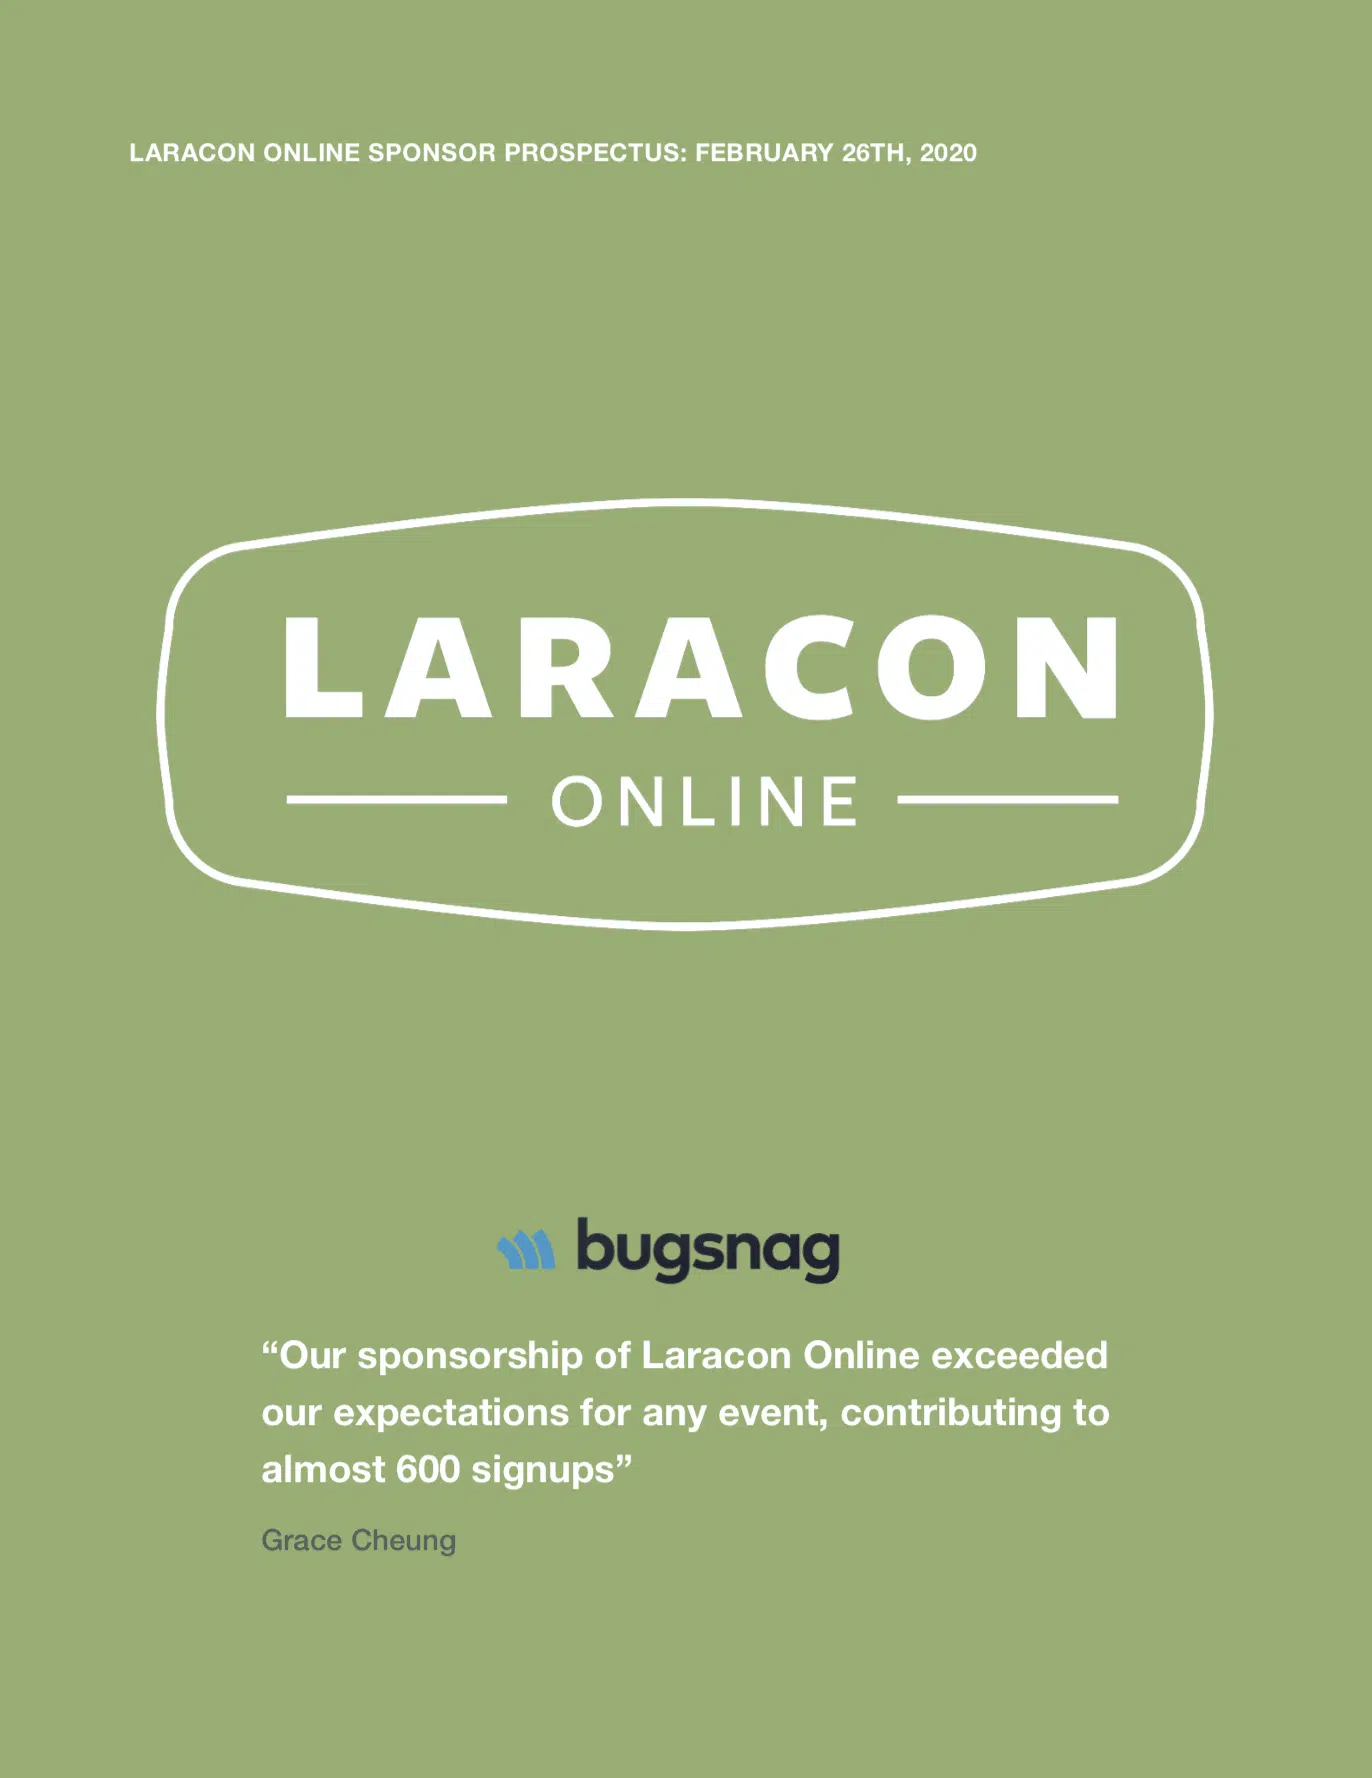 LARACON ONLINE SPONSOR PROSPECTUS: FEBRUARY 26TH, 2020
LARACON
ONLINE
bugsnag
“Our sponsorship of Laracon Online exceeded
our expectations for any event, contributing to
almost 600 signups”
Grace Cheung